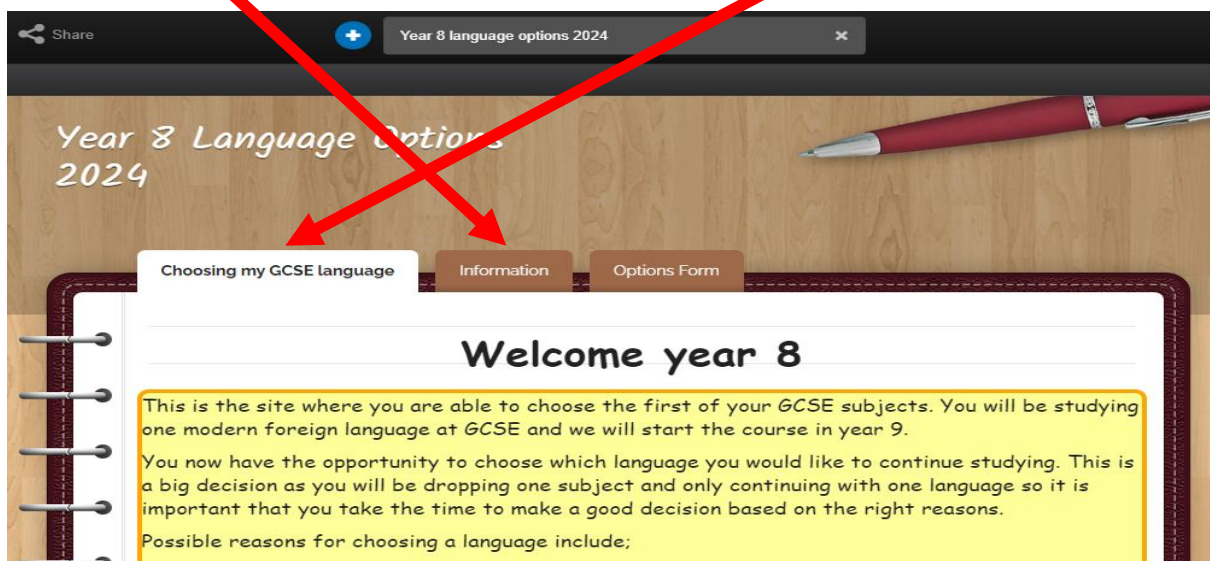 Share
Year 8 language options 2024
Year 8 Language Options
2024
Choosing my GCSE language
Information
Options Form
Welcome year 8
This is the site where you are able to choose the first of your GCSE subjects. You will be studying
one modern foreign language at GCSE and we will start the course in year 9.
You now have the opportunity to choose which language you would like to continue studying. This is
a big decision as you will be dropping one subject and only continuing with one language so it is
important that you take the time to make a good decision based on the right reasons.
Possible reasons for choosing a language include;